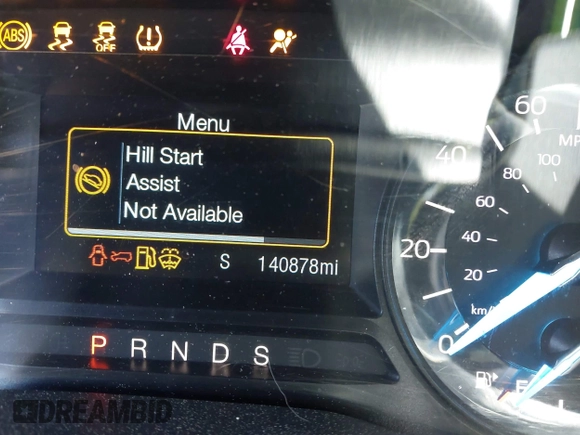 ABS
OFF
Menu
Hill Start
Assist
Not Available
S 140878mi
P R N D S
60
40
20
0
100
80
60
40
20
km/
MP
E
DREAMBID